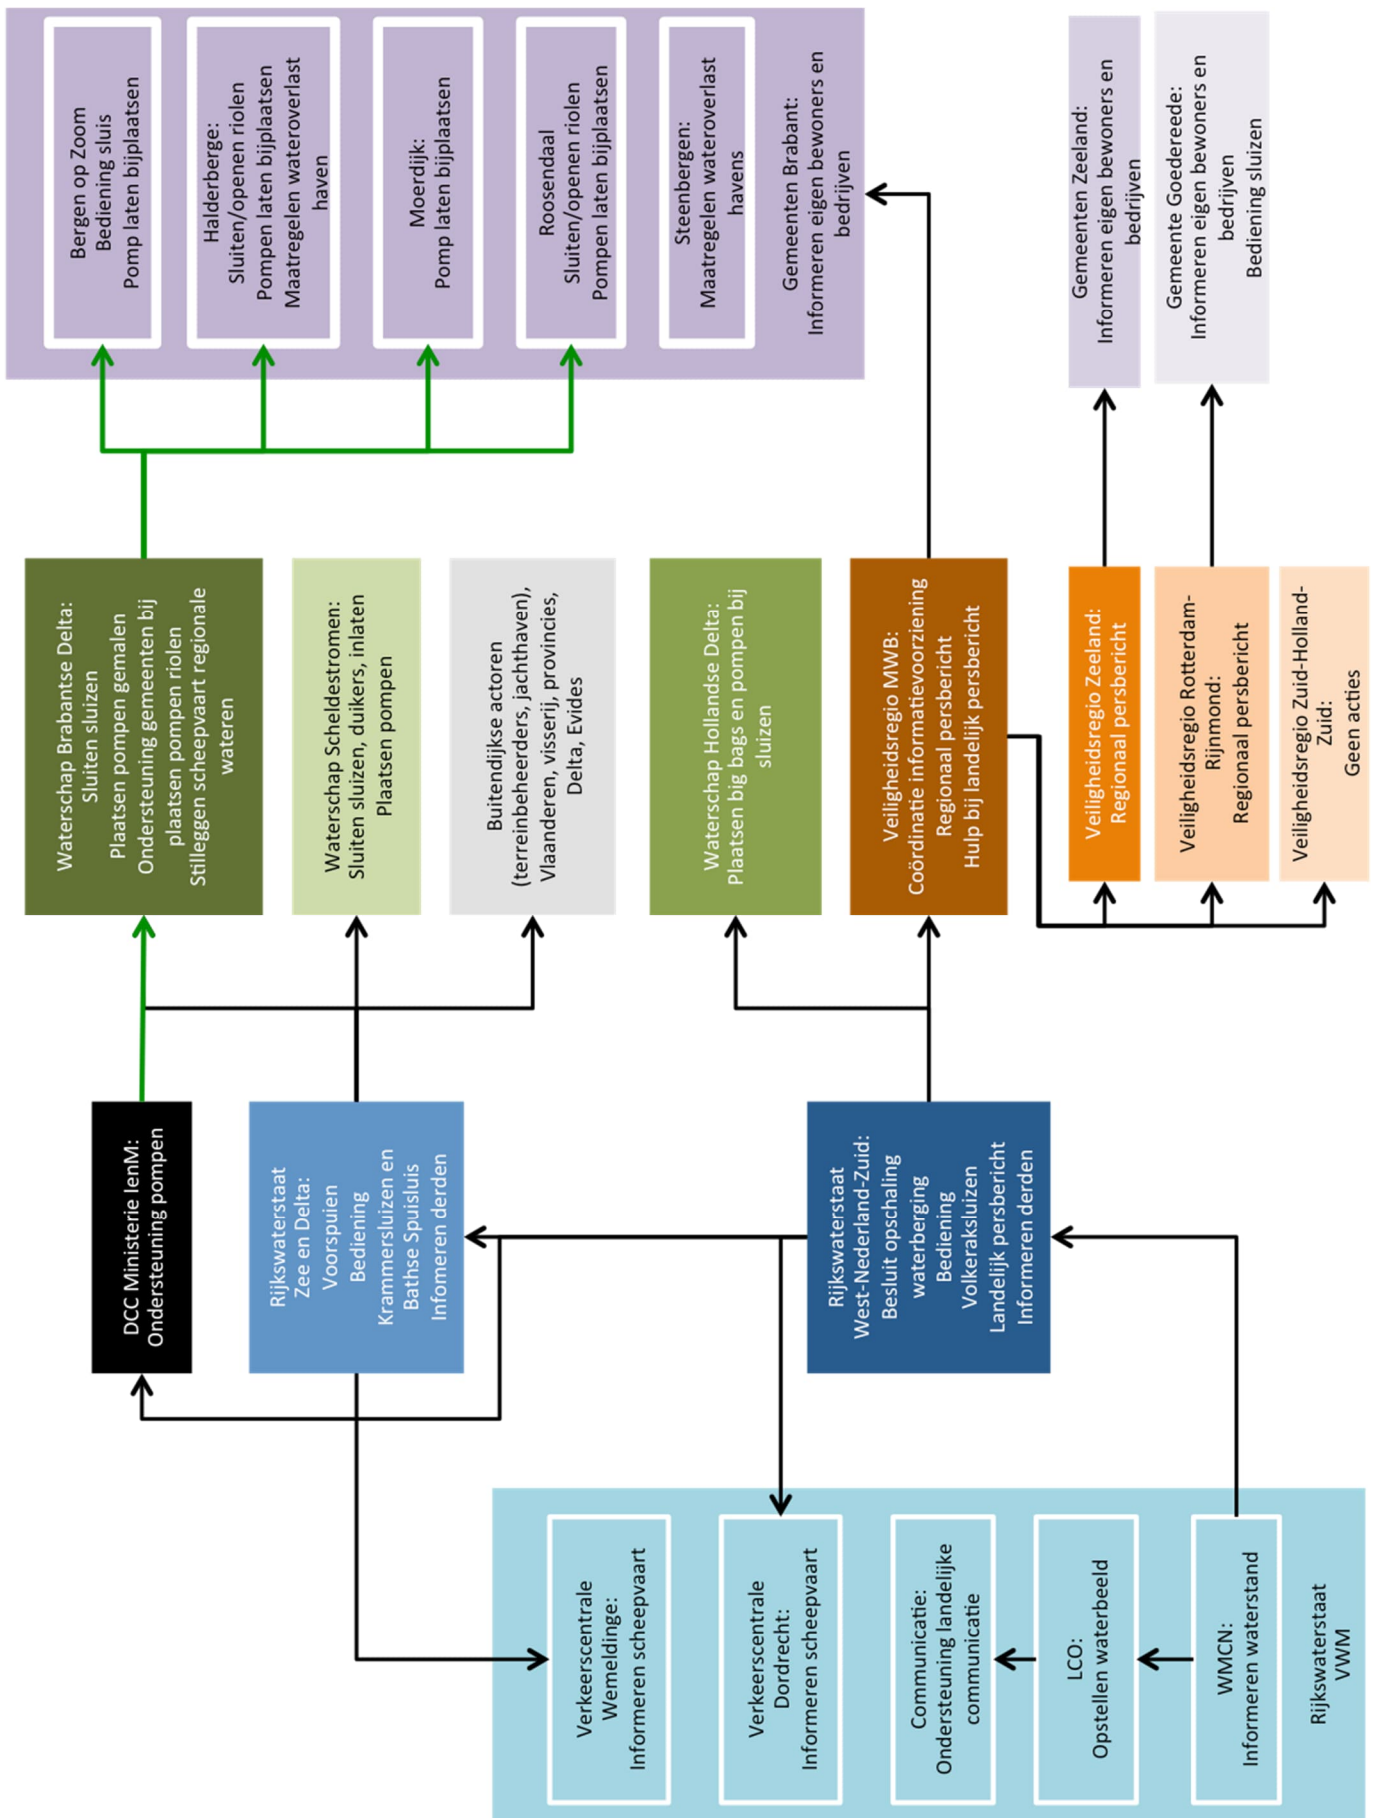 Verkeerscentrale
Wemeldinge:
Informeren scheepvaart
Verkeerscentrale
Dordrecht:
Informeren scheepvaart
Communicatie:
Ondersteuning landelijke
communicatie
LCO:
Opstellen waterbeeld
WMCN:
Informeren waterstand
Rijkswaterstaat
VWM
DCC Ministerie IenM:
Ondersteuning pompen
Rijkswaterstaat
Zee en Delta:
Voorspuien
Bediening
Krammersluizen en
Bathse Spuisluis
Infomeren derden
Rijkswaterstaat
West-Nederland-Zuid:
Besluit opschaling
waterberging
Bediening
Volkeraksluizen
Landelijk persbericht
Informeren derden
Waterschap Brabantse Delta:
Sluiten sluizen
Plaatsen pompen gemalen
Ondersteuning gemeenten bij
plaatsen pompen riolen
Stilleggen scheepvaart regionale
wateren
Waterschap Scheldestromen:
Sluiten sluizen, duikers, inlaten
Plaatsen pompen
Buitendijkse actoren
(terreinbeheerders, jachthaven),
Vlaanderen, visserij, provincies,
Delta, Evides
Waterschap Hollandse Delta:
Plaatsen big bags en pompen bij
sluizen
Veiligheidsregio MWB:
Coördinatie informatievoorziening
Regionaal persbericht
Hulp bij landelijk persbericht
Veiligheidsregio Zeeland:
Regionaal persbericht
Veiligheidsregio Rotterdam-
Rijnmond:
Regionaal persbericht
Veiligheidsregio Zuid-Holland-
Zuid:
Geen acties
Bergen op Zoom
Bediening sluis
Pomp laten bijplaatsen
Halderberge:
Sluiten/openen riolen
Pompen laten bijplaatsen
Maatregelen wateroverlast
haven
Moerdijk:
Pomp laten bijplaatsen
Roosendaal
Sluiten/openen riolen
Pompen laten bijplaatsen
Steenbergen:
Maatregelen wateroverlast
havens
Gemeenten Brabant:
Informeren eigen bewoners en
bedrijven
Gemeenten Zeeland:
Informeren eigen bewoners en
bedrijven
Gemeente Goedereede:
Informeren eigen bewoners en
bedrijven
Bediening sluizen